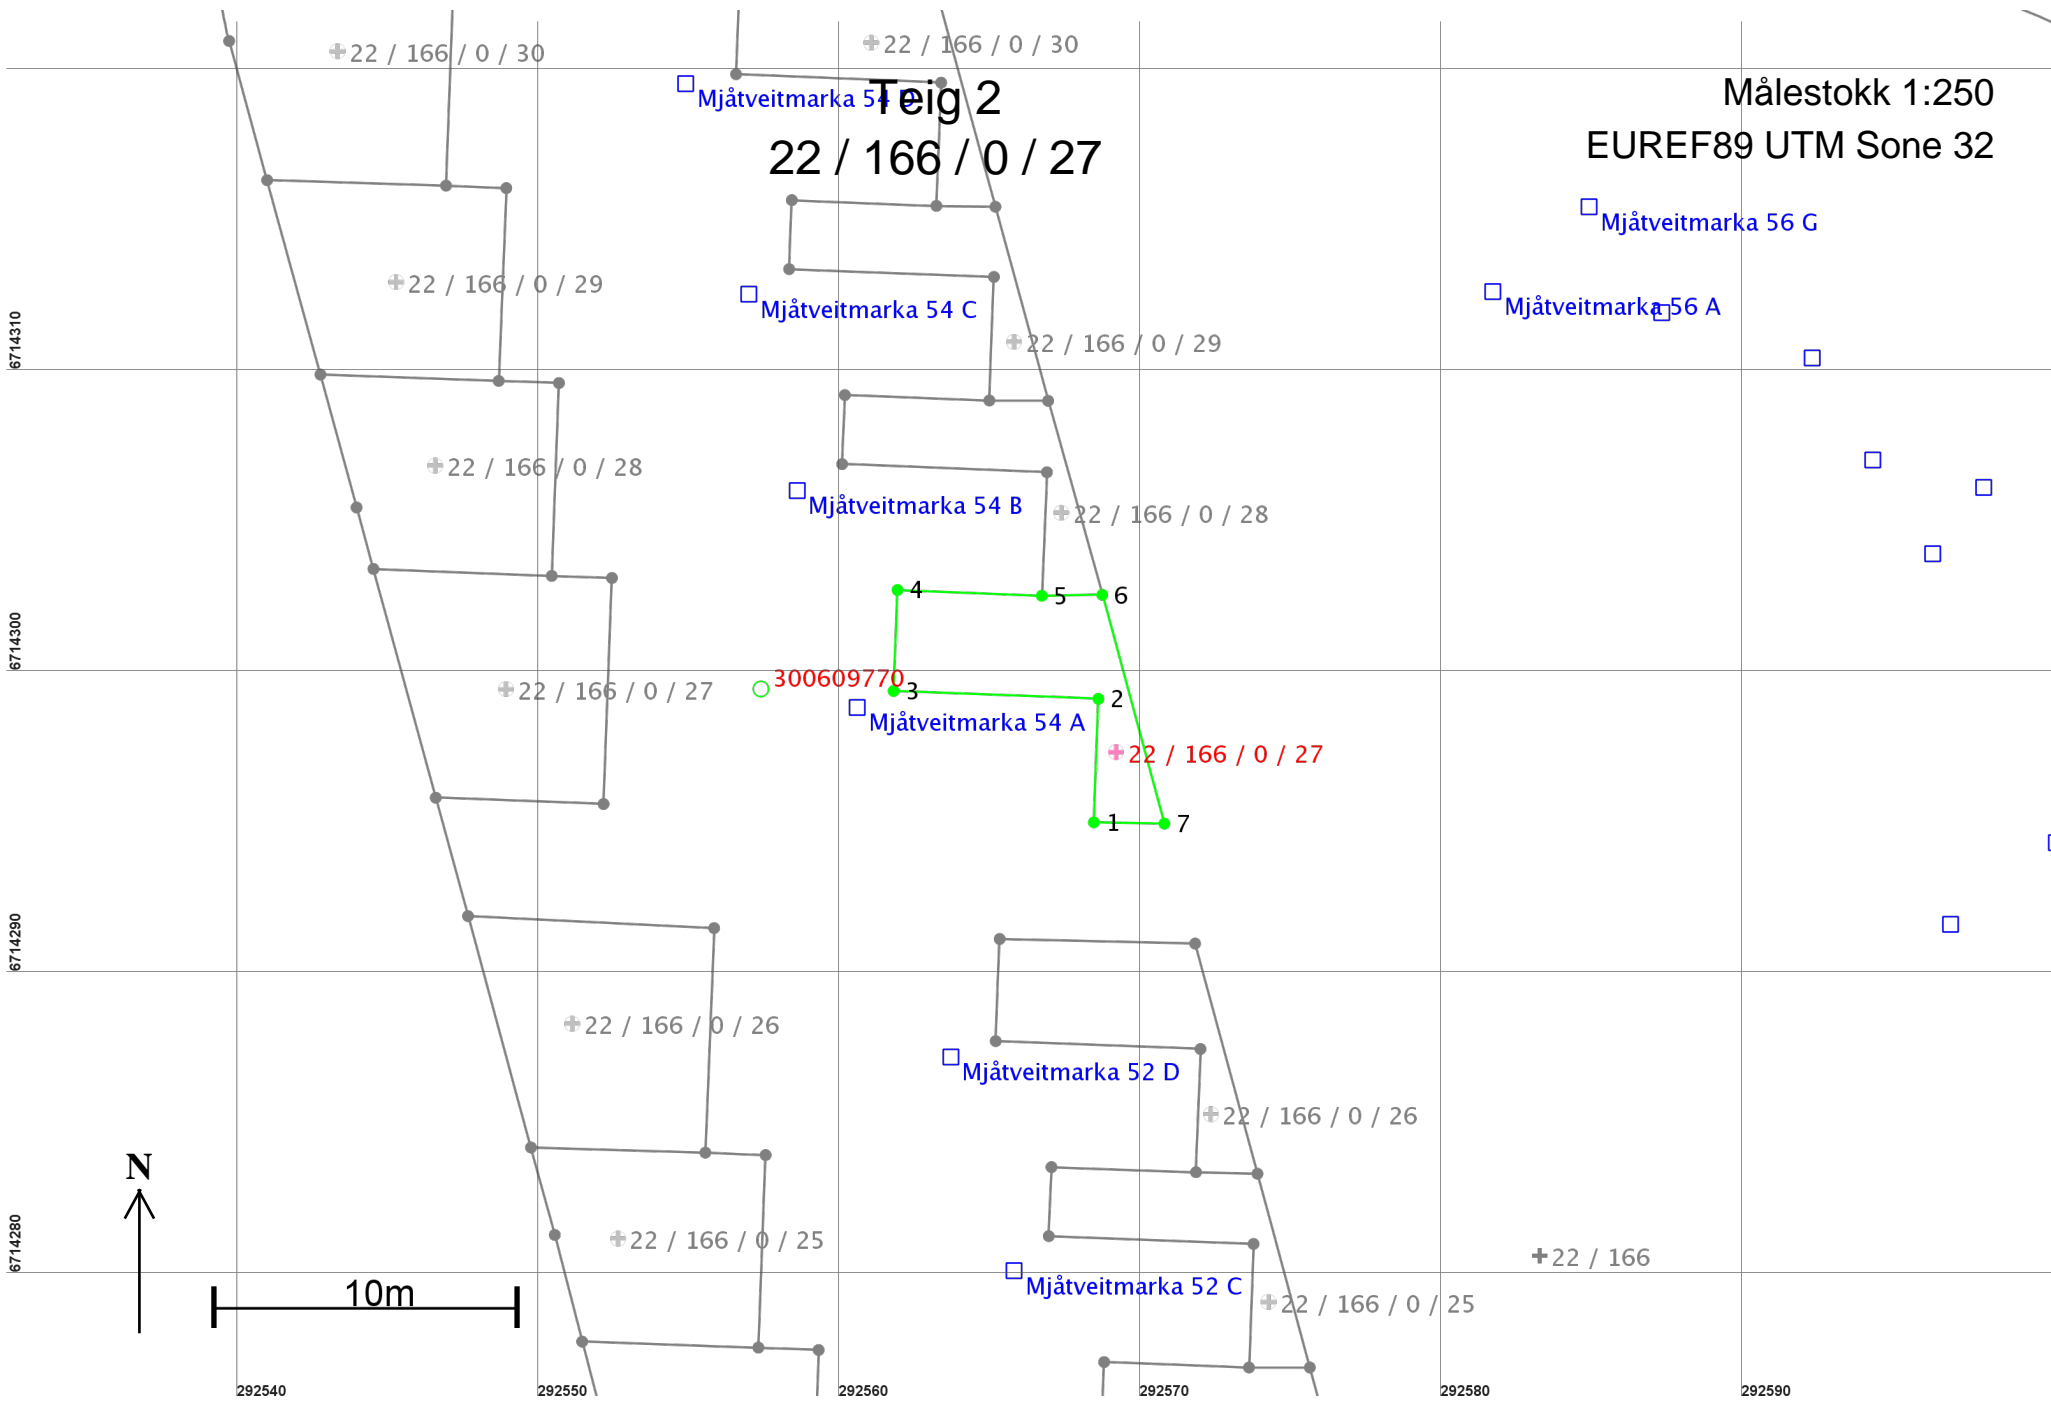 22 / 166 / 0 / 30
22 / 166 / 0 / 30
Mjåtveitmarka 54 D
Teig 2
22 / 166 / 0 / 27
Målestokk 1:250
EUREF89 UTM Sone 32
Mjåtveitmarka 56 G
22 / 166 / 0 / 29
Mjåtveitmarka 54 C
Mjåtveitmarka 56 A
22 / 166 / 0 / 29
6714310
22 / 166 / 0 / 28
Mjåtveitmarka 54 B
22 / 166 / 0 / 28
4
5
6
6714300
300609770
22 / 166 / 0 / 27
3
2
Mjåtveitmarka 54 A
22 / 166 / 0 / 27
1
7
6714290
22 / 166 / 0 / 26
Mjåtveitmarka 52 D
22 / 166 / 0 / 26
N
6714280
22 / 166 / 0 / 25
22 / 166
Mjåtveitmarka 52 C
22 / 166 / 0 / 25
10m
292540
292550
292560
292570
292580
292590